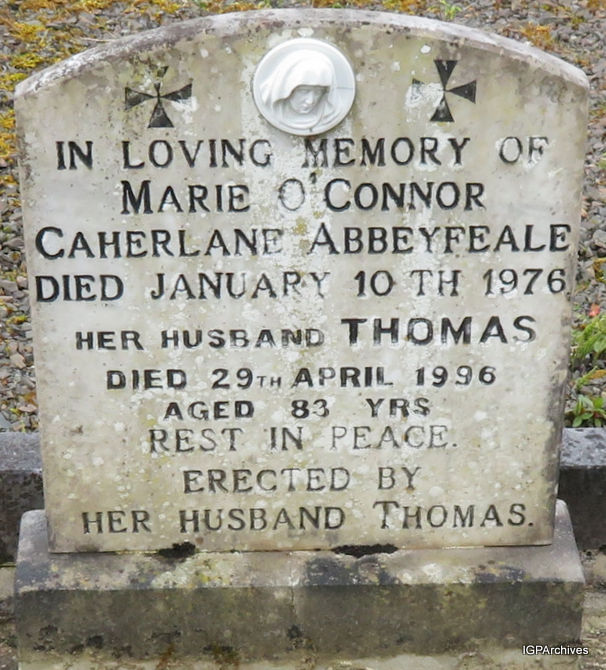 IN LOVING MEMORY OF
MARIE O'CONNOR
CAHERLANE ABBEYFEALE
DIED JANUARY 10 TH 1976
HER HUSBAND THOMAS
DIED 29TH APRIL 1996
AGED 83 YRS
REST IN PEACE.
ERECTED BY
HER HUSBAND THOMAS.
IGPArchives